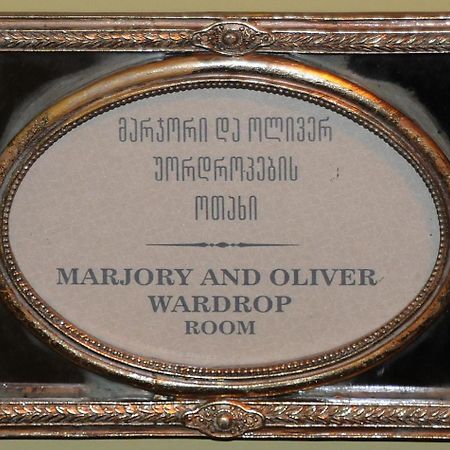 მარჯორი და ოლივერ
უორდროპების
ოთახი
MARJORY AND OLIVER
WARDROP
ROOM